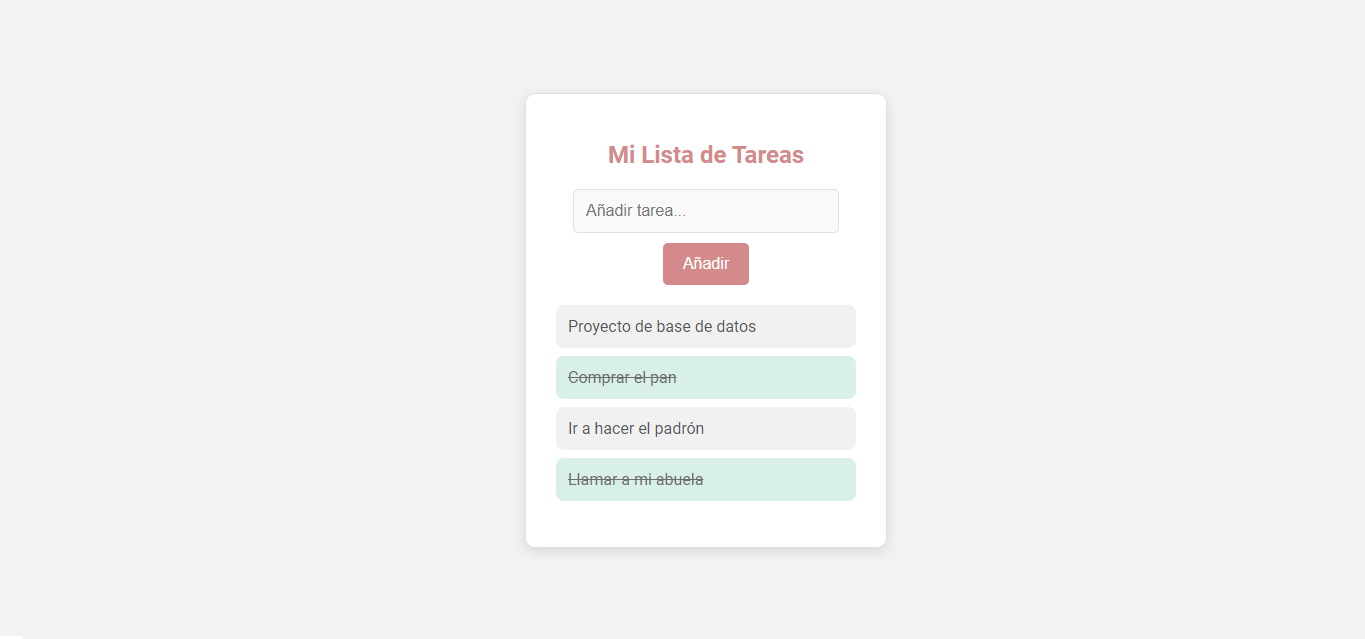 Mi Lista de Tareas
Añadir tarea...
Añadir
Proyecto de base de datos
Comprar el pan
Ir a hacer el padrón
Llamar a mi abuela